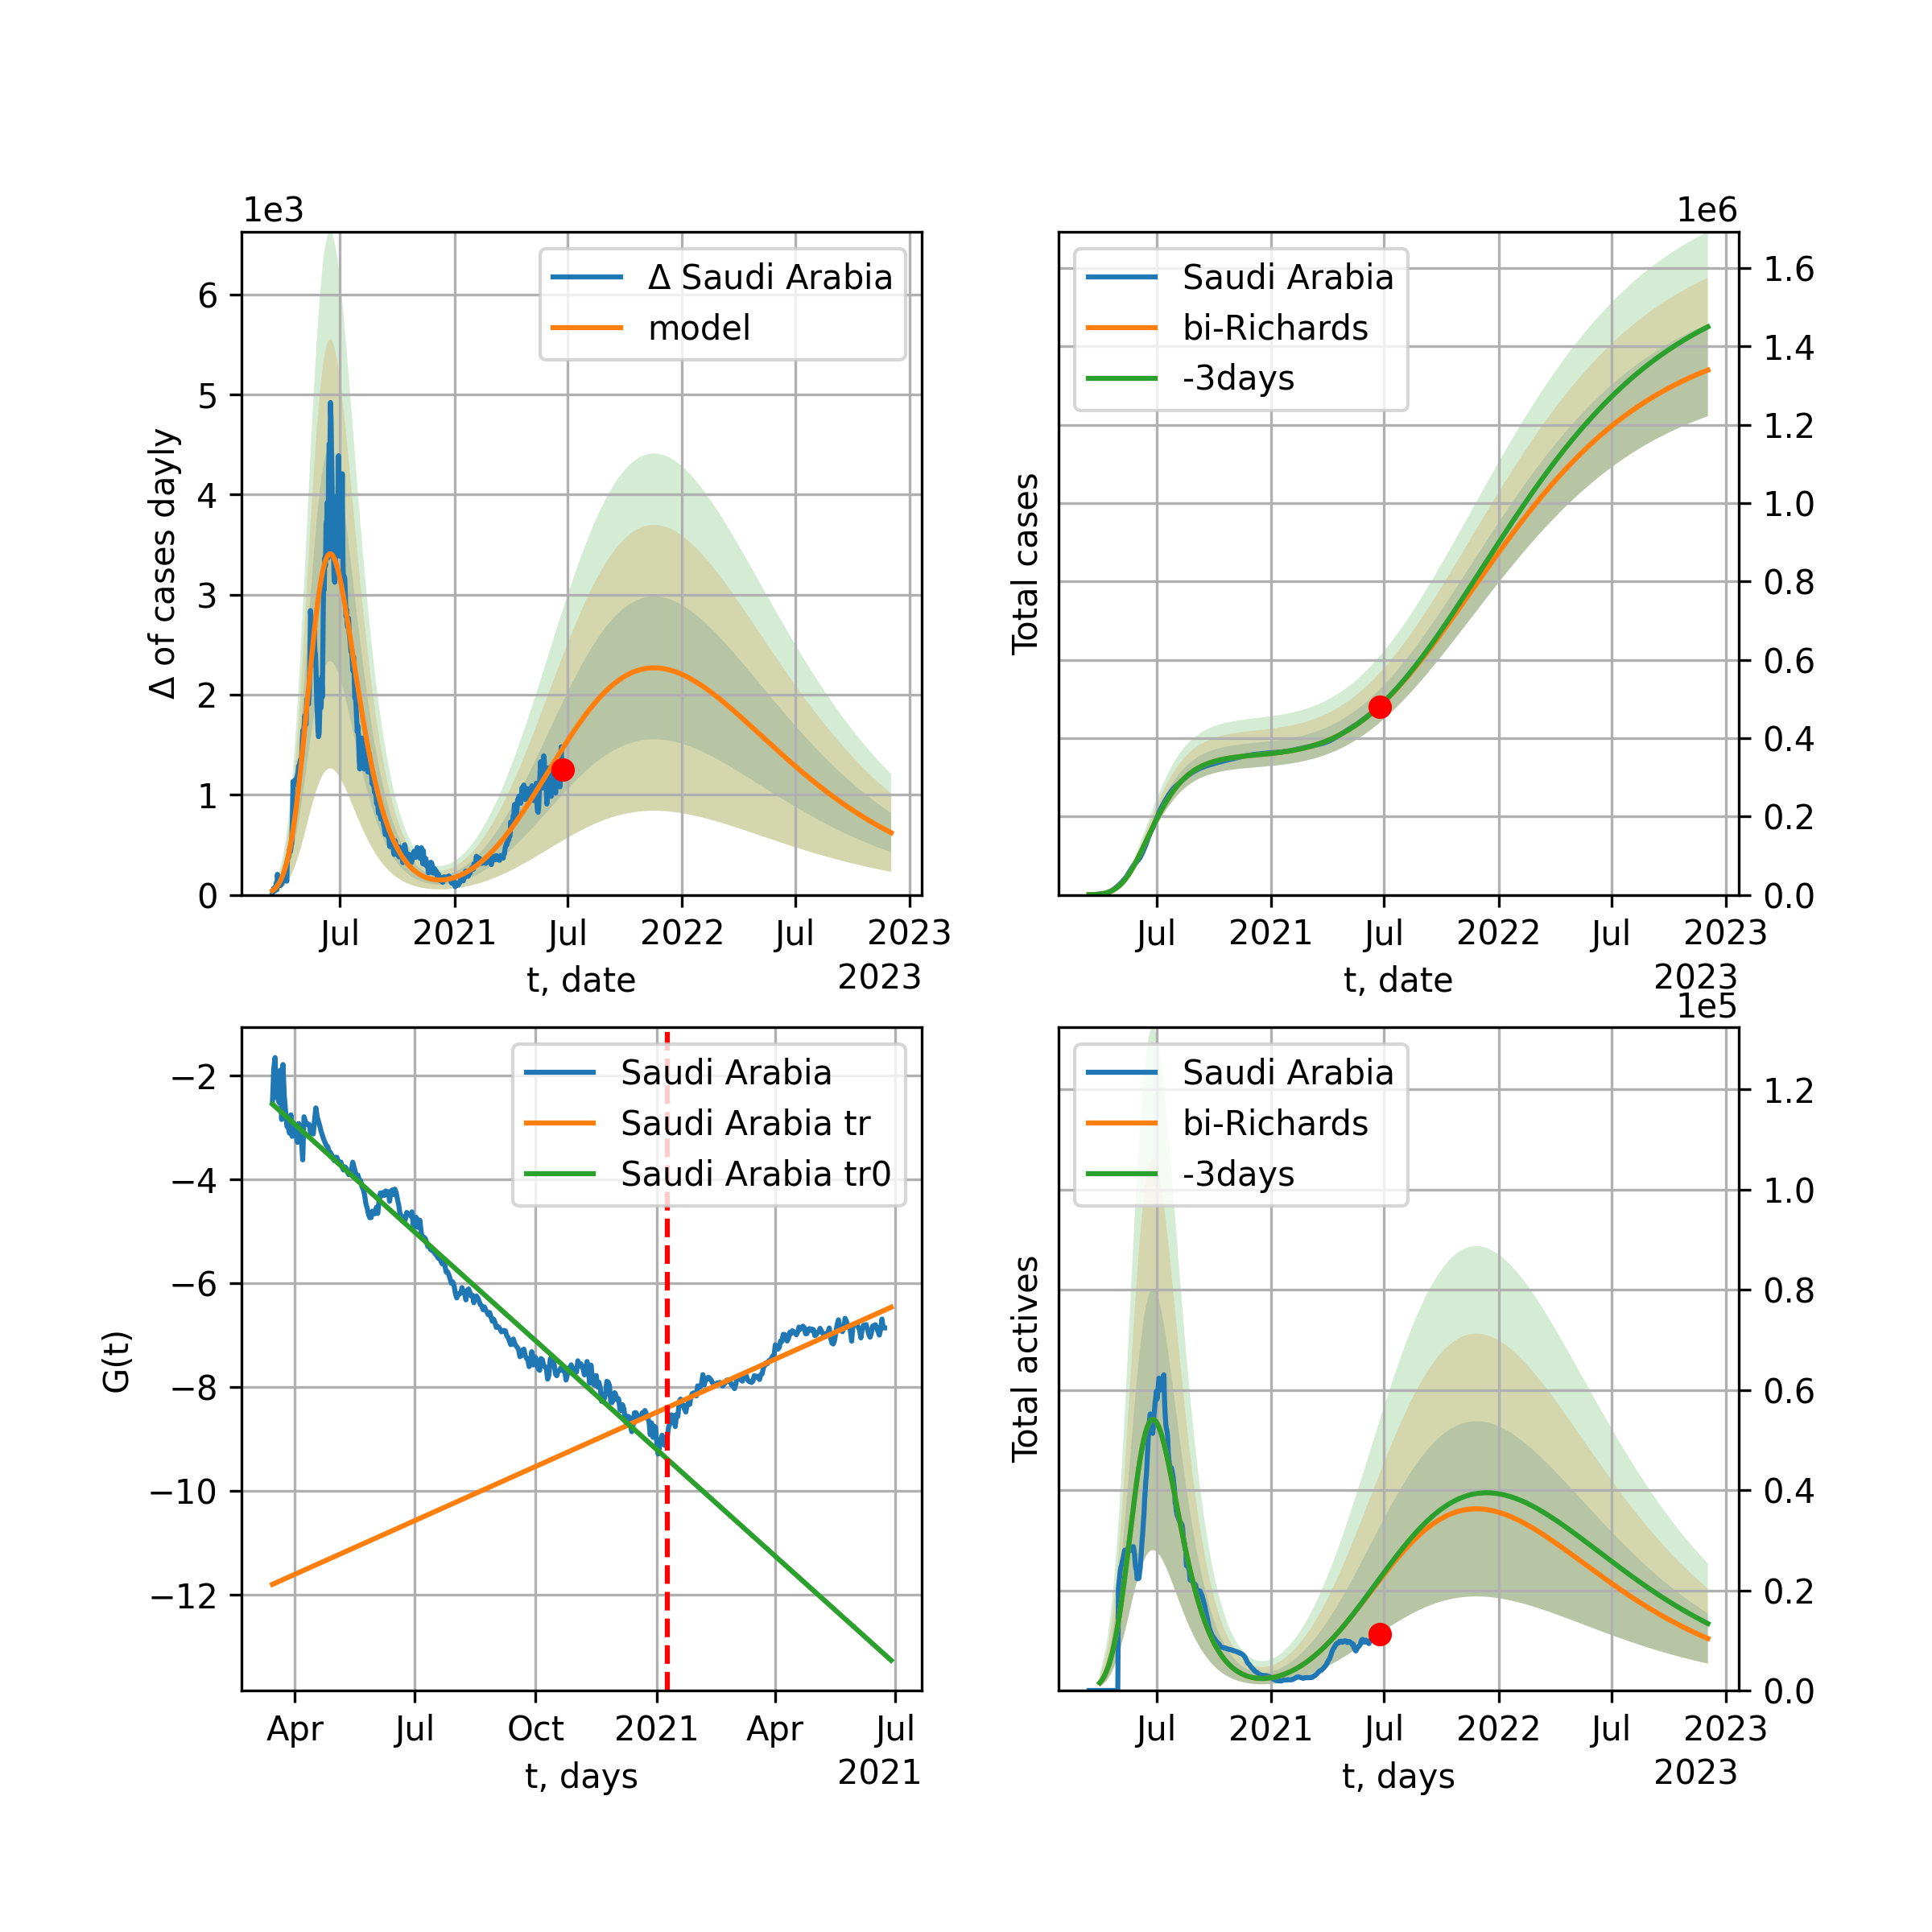 1e3
Δ of cases dayly
6
5
4
3
2
1
0
Δ Saudi Arabia
model
Jul 2021 Jul 2022 Jul 2023
t, date
2023
1e6
Total cases
Saudi Arabia
bi-Richards
-3days
1.6
1.4
1.2
1.0
0.8
0.6
0.4
0.2
0.0
Jul 2021 Jul 2022 Jul 2023
t, date
2023
G(t)
−2
−4
−6
−8
−10
−12
Saudi Arabia
Saudi Arabia tr
Saudi Arabia tr0
Apr Jul Oct 2021 Apr Jul
t, days
2021
1e5
Total actives
Saudi Arabia
bi-Richards
-3days
1.2
1.0
0.8
0.6
0.4
0.2
0.0
Jul 2021 Jul 2022 Jul 2023
t, days
2023